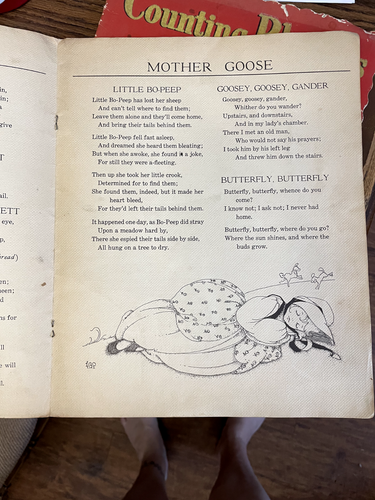 Counting
MOTHER GOOSE
give
eye,
for
will
LITTLE BO-PEEP
Little Bo-Peep has lost her sheep
And can't tell where to find them;
Leave them alone and they'll come home,
And bring their tails behind them.
Little Bo-Peep fell fast asleep,
And dreamed she heard them bleating;
But when awoke, she found a joke,
For still they were a-fleeting.
Then up she took her little crook,
Determined for to find them;
She found them, indeed, but it made her
heart bleed,
For they'd left their tails behind them.
It happened one day, as Bo-Peep did stray
Upon a meadow hard by,
There she espied their tails side by side,
All hung on a tree to dry.
GOOSEY, GOOSEY, GANDER
Goosey, goosey, gander,
Whither do you wander?
Upstairs, and downstairs,
And in my lady's chamber.
There I met an old man,
Who would not say his prayers;
I took him by his left leg
And threw him down the stairs.
BUTTERFLY, BUTTERFLY
Butterfly, butterfly, whence do you
come?
I know not; I ask not; I never had
home.
Butterfly, butterfly, where do you go?
Where the sun shines, and where the
buds grow.